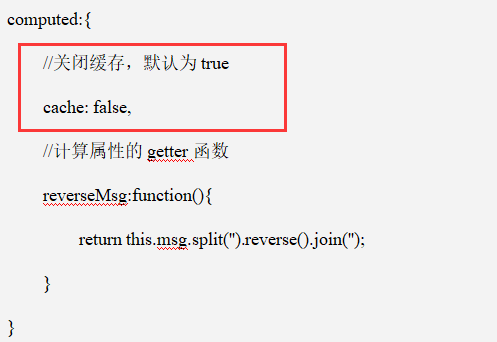 computed:{
//关闭缓存，默认为 true
cache: false,
//计算属性的 getter 函数
reverseMsg:function(){
return this.msg.split('').reverse().join('');
}
}